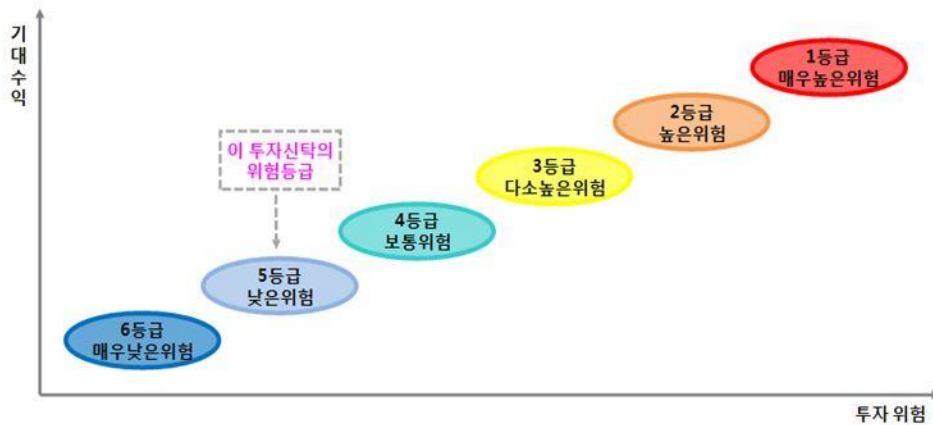 기대수익
1등급
매우높은위험
2등급
높은위험
이 투자신탁의
위험등급
3등급
다소높은위험
4등급
보통위험
5등급
낮은위험
6등급
매우낮은위험
투자 위험